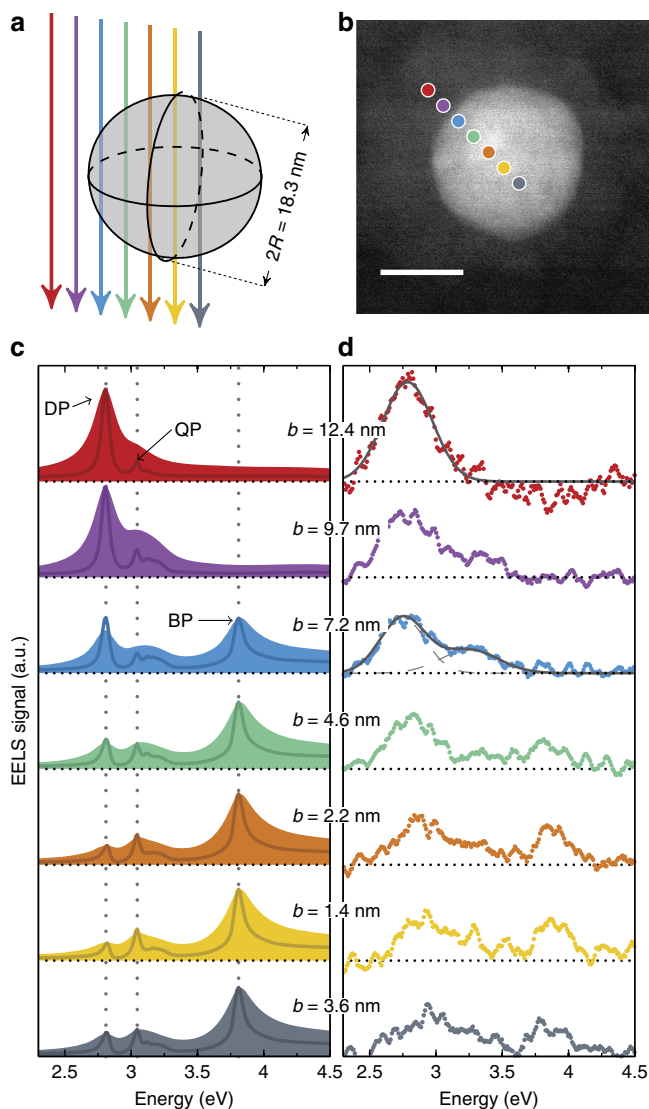 a
b
2R = 18.3 nm
c
d
DP
QP
b = 12.4 nm
b = 9.7 nm
BP
b = 7.2 nm
b = 4.6 nm
b = 2.2 nm
b = 1.4 nm
b = 3.6 nm
EELS signal (a.u.)
2.5 3 3.5 4 4.5
2.5 3 3.5 4 4.5
Energy (eV)
Energy (eV)